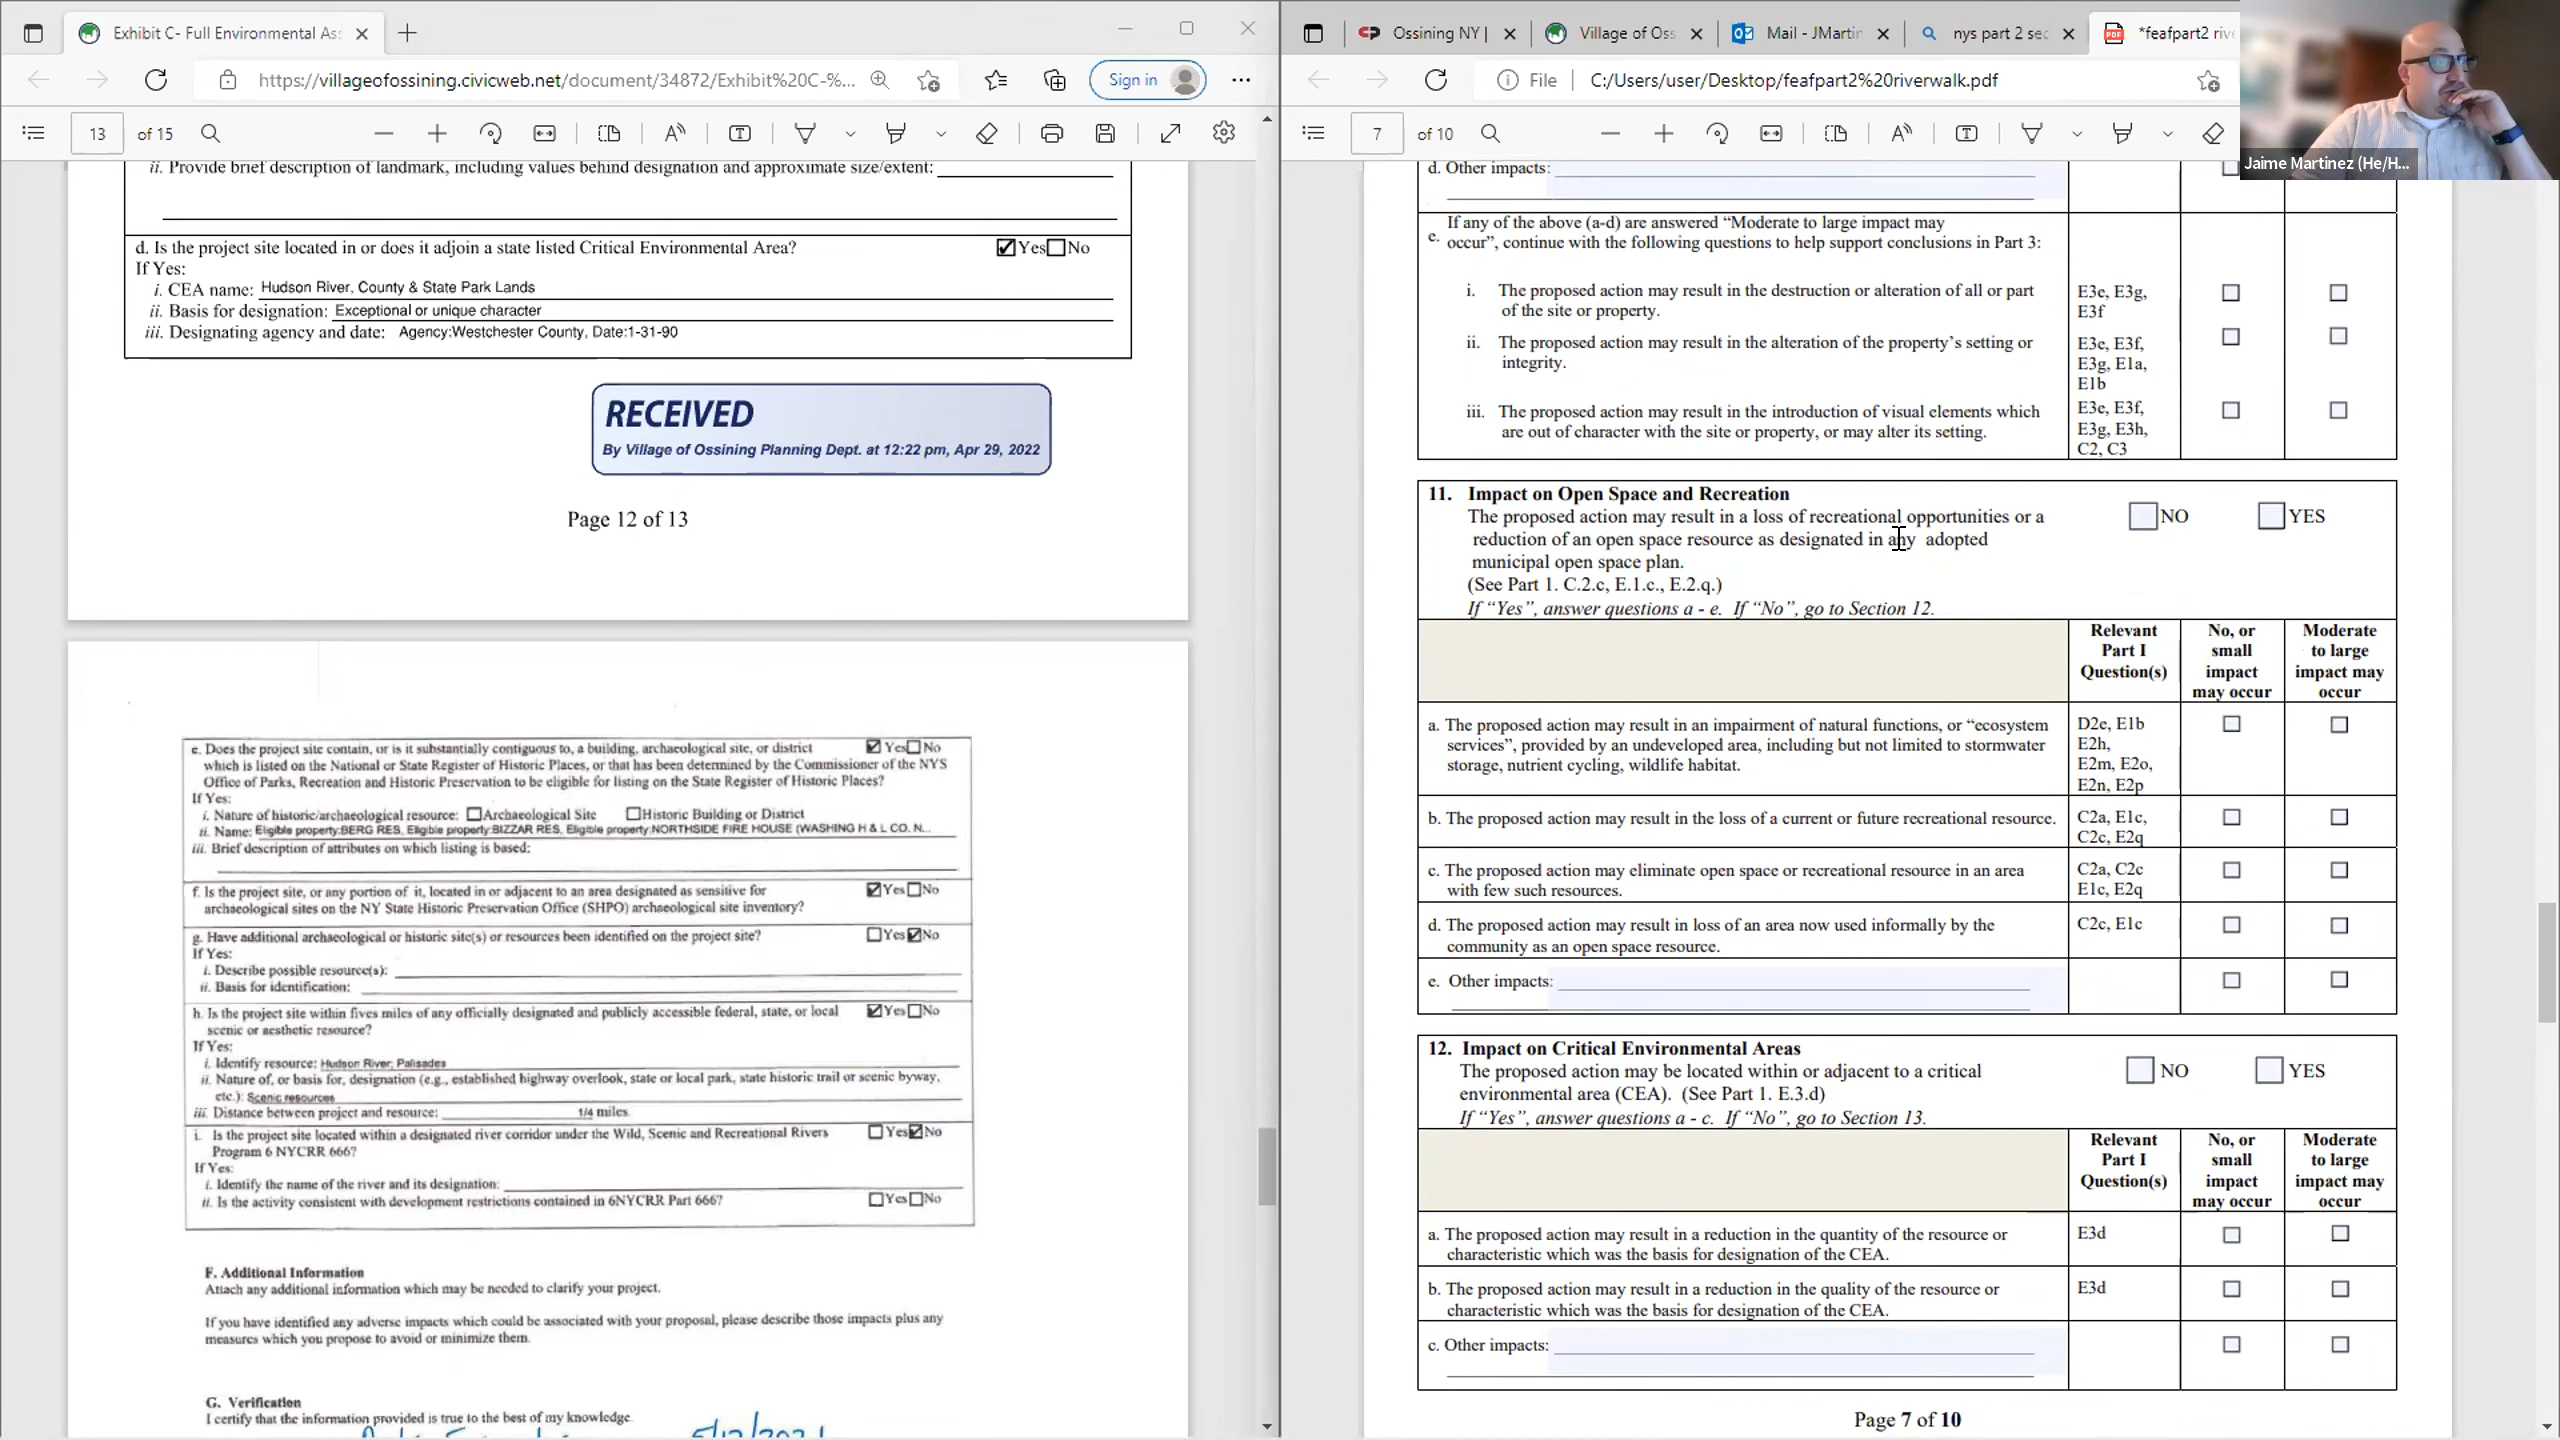 Exhibit C- Full Environmental As:
https://villageofossining.civicweb.net/document/34872/Exhibit%20C-%...
Sign in
13 of 15
ii. Provide brief description of landmark, including values behind designation and approximate size/extent:
d. Is the project site located in or does it adjoin a state listed Critical Environmental Area? Yes No
If Yes:
i. CEA name: Hudson River, County & State Park Lands
ii. Basis for designation: Exceptional or unique character
iii. Designating agency and date: Agency:Westchester County, Date:1-31-90
RECEIVED
By Village of Ossining Planning Dept. at 12:22 pm, Apr 29, 2022
Page 12 of 13
e. Does the project site contain, or is it substantially contiguous to, a building, archaeological site, or district Yes No
which is listed on the National or State Register of Historic Places, or that has been determined by the Commissioner of the NYS
Office of Parks, Recreation and Historic Preservation to be eligible for listing on the State Register of Historic Places?
If Yes:
i. Nature of historic/archaeological resource: Archaeological Site Historic Building or District
ii. Name: Eligible property:BERG RES, Eligible property:BIZZAR RES, Eligible property:NORTHSIDE FIRE HOUSE (WASHING H & L CO. N...
iii. Brief description of attributes on which listing is based:
f. Is the project site, or any portion of it, located in or adjacent to an area designated as sensitive for Yes No
archaeological sites on the NY State Historic Preservation Office (SHPO) archaeological site inventory?
g. Have additional archaeological or historic site(s) or resources been identified on the project site? Yes No
If Yes:
i. Describe possible resource(s):
ii. Basis for identification:
h. Is the project site within fives miles of any officially designated and publicly accessible federal, state, or local Yes No
scenic or aesthetic resource?
If Yes:
i. Identify resource: Hudson River; Palisades
ii. Nature of, or basis for, designation (e.g., established highway overlook, state or local park, state historic trail or scenic byway,
etc.): Scenic resources
iii. Distance between project and resource: 1/4 miles.
i. Is the project site located within a designated river corridor under the Wild, Scenic and Recreational Rivers Yes No
Program 6 NYCRR 666?
If Yes:
i. Identify the name of the river and its designation:
ii. Is the activity consistent with development restrictions contained in 6NYCRR Part 666? Yes No
F. Additional Information
Attach any additional information which may be needed to clarify your project.
If you have identified any adverse impacts which could be associated with your proposal, please describe those impacts plus any
measures which you propose to avoid or minimize them.
G. Verification
I certify that the information provided is true to the best of my knowledge.
Ossining NY |
Village of Oss
Mail - JMartin
nys part 2 sec
*feafpart2 rive
File C:/Users/user/Desktop/feafpart2%20riverwalk.pdf
7 of 10
Jaime Martinez (He/H...
d. Other impacts:
e. If any of the above (a-d) are answered “Moderate to large impact may
occur”, continue with the following questions to help support conclusions in Part 3:
i. The proposed action may result in the destruction or alteration of all or part
of the site or property.
E3e, E3g,
E3f
ii. The proposed action may result in the alteration of the property’s setting or
integrity.
E3e, E3f,
E3g, E1a,
E1b
iii. The proposed action may result in the introduction of visual elements which
are out of character with the site or property, or may alter its setting.
E3e, E3f,
E3g, E3h,
C2, C3
11. Impact on Open Space and Recreation
The proposed action may result in a loss of recreational opportunities or a
reduction of an open space resource as designated in any adopted
municipal open space plan.
(See Part 1. C.2.c, E.1.c., E.2.q.)
If “Yes”, answer questions a - e. If “No”, go to Section 12.
NO YES
Relevant
Part I
Question(s)
No, or
small
impact
may occur
Moderate
to large
impact may
occur
a. The proposed action may result in an impairment of natural functions, or “ecosystem
services”, provided by an undeveloped area, including but not limited to stormwater
storage, nutrient cycling, wildlife habitat.
D2e, E1b
E2h,
E2m, E2o,
E2n, E2p
b. The proposed action may result in the loss of a current or future recreational resource.
C2a, E1c,
C2c, E2q
c. The proposed action may eliminate open space or recreational resource in an area
with few such resources.
C2a, C2c
E1c, E2q
d. The proposed action may result in loss of an area now used informally by the
community as an open space resource.
C2c, E1c
e. Other impacts:
12. Impact on Critical Environmental Areas
The proposed action may be located within or adjacent to a critical
environmental area (CEA). (See Part 1. E.3.d)
If “Yes”, answer questions a - c. If “No”, go to Section 13.
NO YES
Relevant
Part I
Question(s)
No, or
small
impact
may occur
Moderate
to large
impact may
occur
a. The proposed action may result in a reduction in the quantity of the resource or
characteristic which was the basis for designation of the CEA.
E3d
b. The proposed action may result in a reduction in the quality of the resource or
characteristic which was the basis for designation of the CEA.
E3d
c. Other impacts:
Page 7 of 10